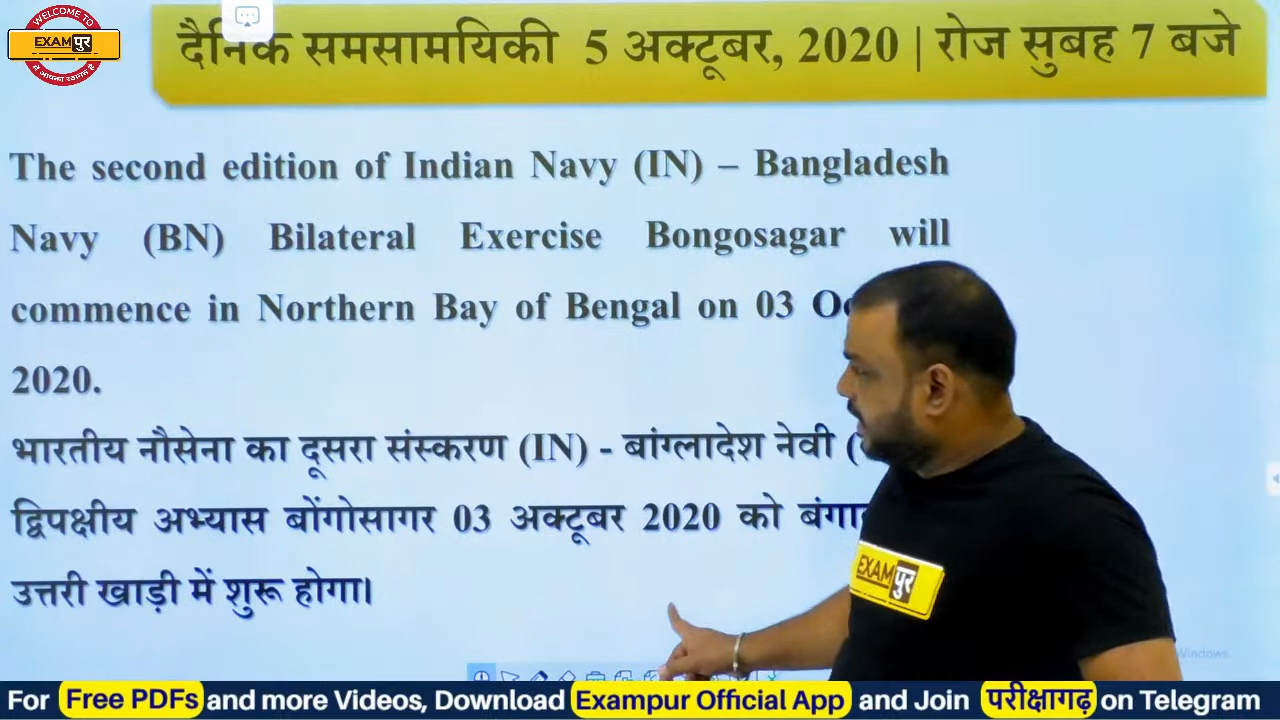 WELCOME TO
EXAMपुर
में आपका स्वागत है
दैनिक समसामयिकी 5 अक्टूबर, 2020 | रोज सुबह 7 बजे
The second edition of Indian Navy (IN) – Bangladesh
Navy (BN) Bilateral Exercise Bongosagar will
commence in Northern Bay of Bengal on 03
2020.
भारतीय नौसेना का दूसरा संस्करण (IN) - बांग्लादेश नेवी (
द्विपक्षीय अभ्यास बोंगोसागर 03 अक्टूबर 2020 को
उत्तरी खाड़ी में शुरू होगा।
EXAMपुर
Windows.
For Free PDFs and more Videos, Download Exampur Official App and Join परीक्षागढ़ on Telegram